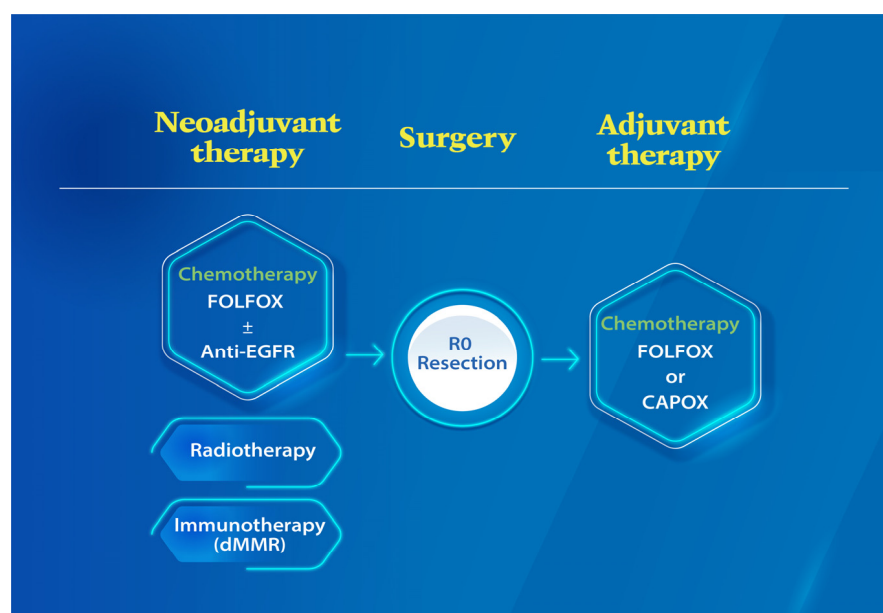 Neoadjuvant
therapy
Surgery
Adjuvant
therapy
Chemotherapy
FOLFOX
±
Anti-EGFR
Radiotherapy
Immunotherapy
(dMMR)
R0
Resection
Chemotherapy
FOLFOX
or
CAPOX